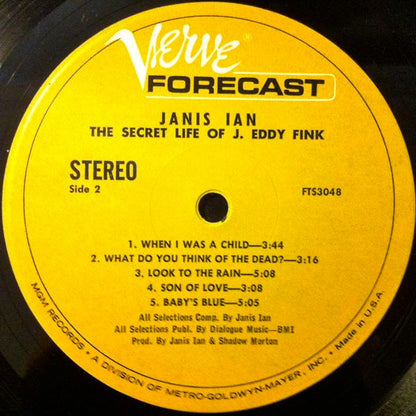 Verve ®
FORECAST
JANIS IAN
THE SECRET LIFE OF J. EDDY FINK
STEREO
Side 2
FTS3048
1. WHEN I WAS A CHILD—3:44
2. WHAT DO YOU THINK OF THE DEAD?—3:16
3. LOOK TO THE RAIN—5:08
4. SON OF LOVE—3:08
5. BABY'S BLUE—5:05
All Selections Comp. By Janis Ian
All Selections Publ. By Dialogue Music—BMI
Prod. By Janis Ian & Shadow Morton
MGM RECORDS • A DIVISION OF METRO-GOLDWYN-MAYER, INC. • Made in U.S.A.